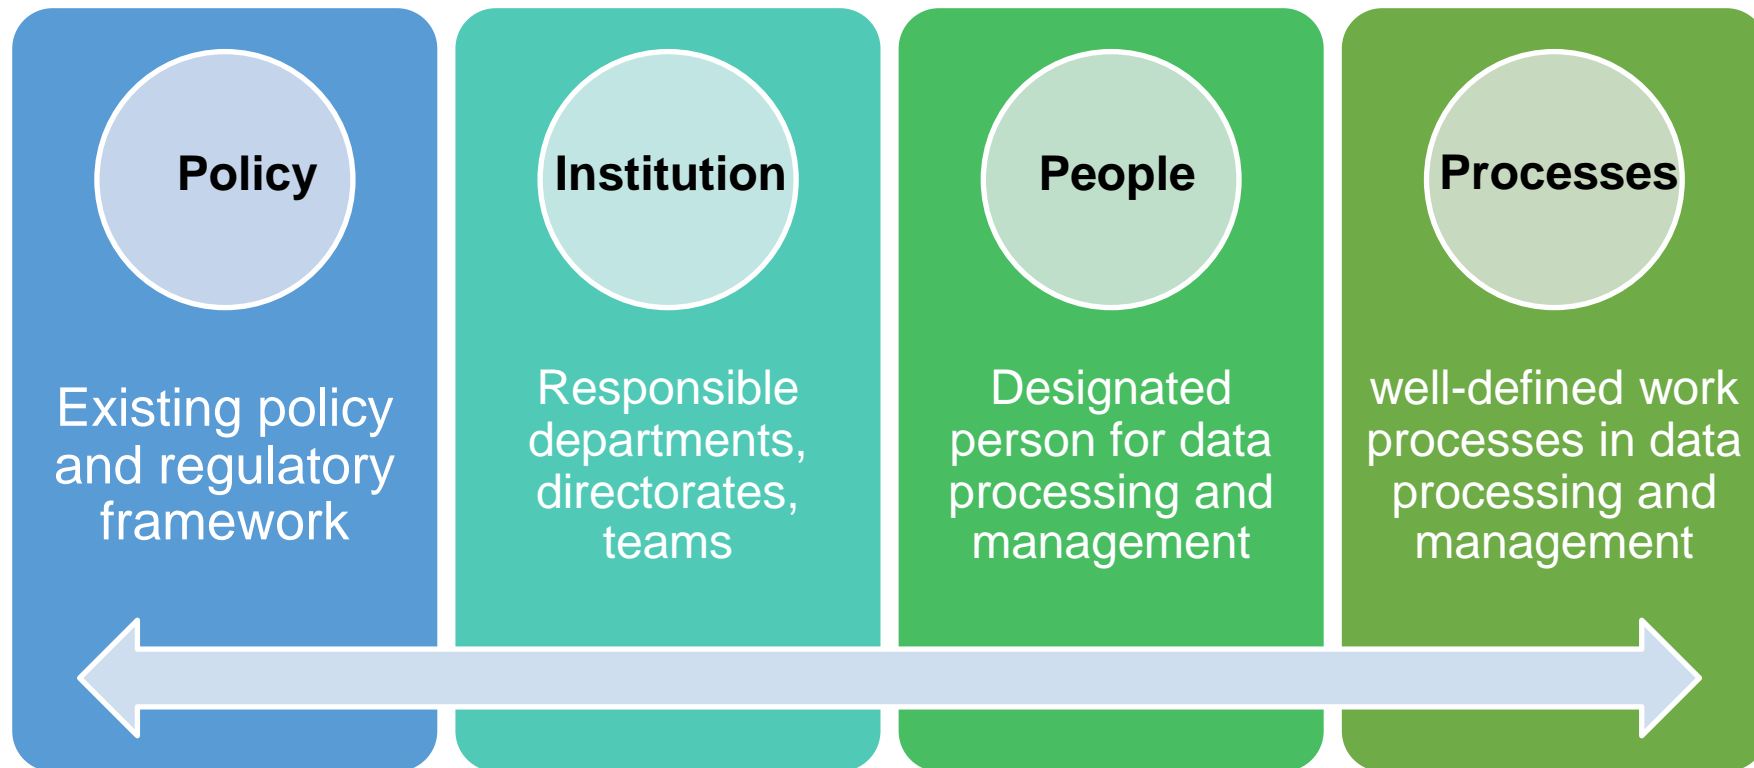 Policy
Existing policy
and regulatory
framework
Institution
Responsible
departments,
directorates,
teams
People
Designated
person for data
processing and
management
Processes
well-defined work
processes in data
processing and
management